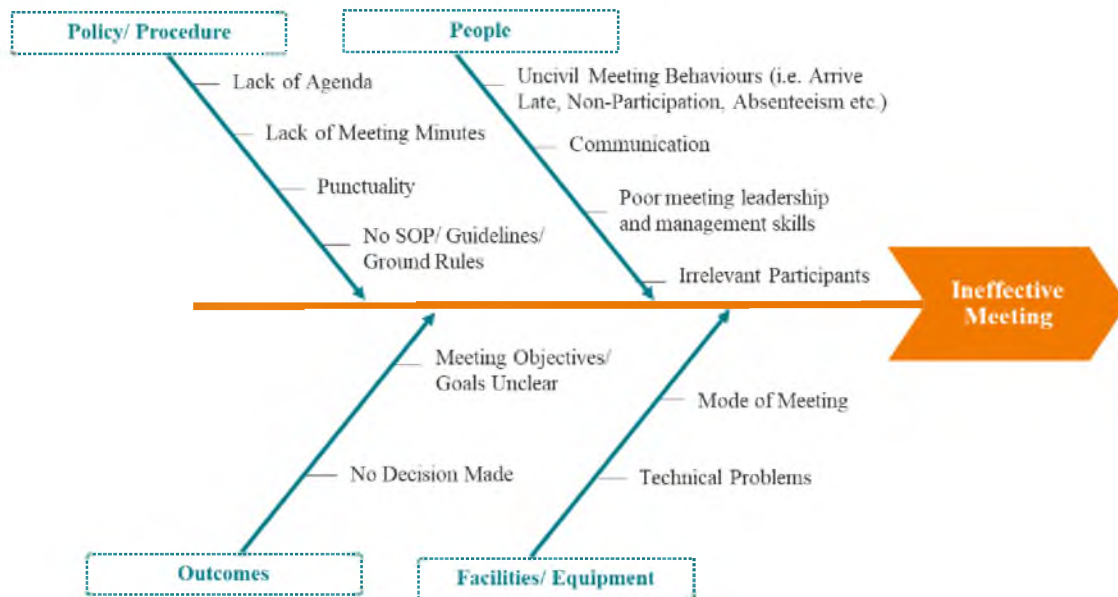 Policy/ Procedure
People
Lack of Agenda
Lack of Meeting Minutes
Punctuality
No SOP/ Guidelines/
Ground Rules
Uncivil Meeting Behaviours (i.e. Arrive
Late, Non-Participation, Absenteeism etc.)
Communication
Poor meeting leadership
and management skills
Irrelevant Participants
Ineffective
Meeting
Meeting Objectives/
Goals Unclear
No Decision Made
Mode of Meeting
Technical Problems
Outcomes
Facilities/ Equipment